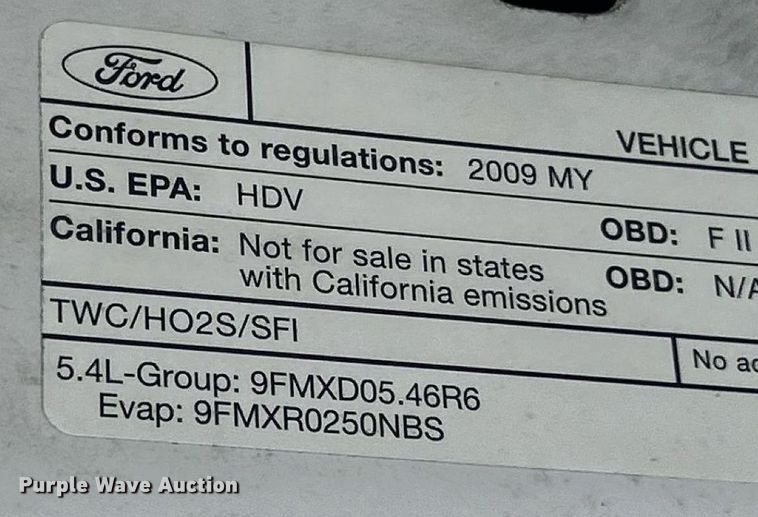 Ford
VEHICLE
Conforms to regulations: 2009 MY
U.S. EPA: HDV OBD: F II
California: Not for sale in states OBD: N/A
with California emissions
TWC/HO2S/SFI
No
5.4L-Group: 9FMXD05.46R6
Evap: 9FMXR0250NBS
Purple Wave Auction